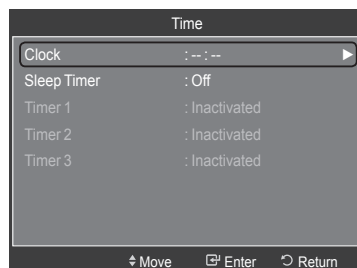 Time
Clock : -- : --
Sleep Timer : Off
Timer 1 : Inactivated
Timer 2 : Inactivated
Timer 3 : Inactivated
Move Enter Return